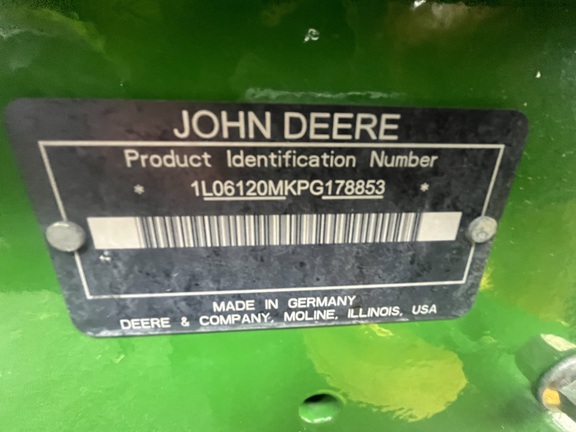 JOHN DEERE
Product Identification Number
* 1L06120MKPG178853 *
MADE IN GERMANY
DEERE & COMPANY, MOLINE, ILLINOIS, USA